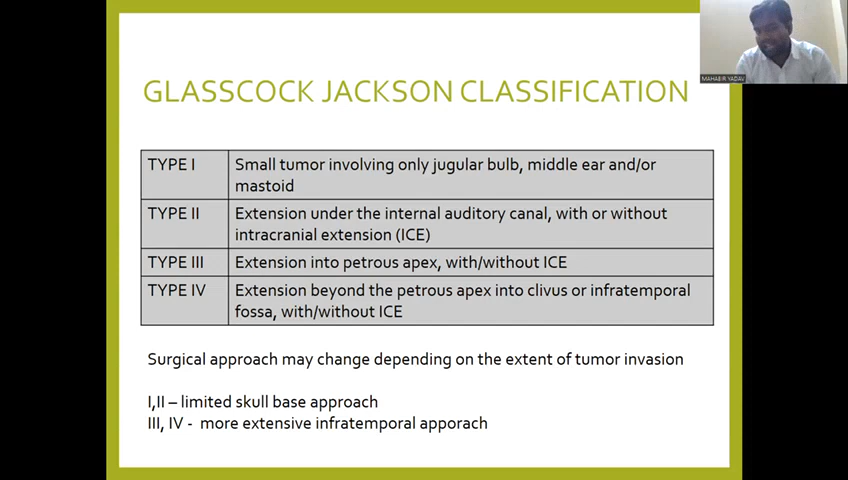 MAHABIR YADAV
GLASSCOCK JACKSON CLASSIFICATION
TYPE I Small tumor involving only jugular bulb, middle ear and/or
mastoid
TYPE II Extension under the internal auditory canal, with or without
intracranial extension (ICE)
TYPE III Extension into petrous apex, with/without ICE
TYPE IV Extension beyond the petrous apex into clivus or infratemporal
fossa, with/without ICE
Surgical approach may change depending on the extent of tumor invasion
I,II – limited skull base approach
III, IV - more extensive infratemporal apporach